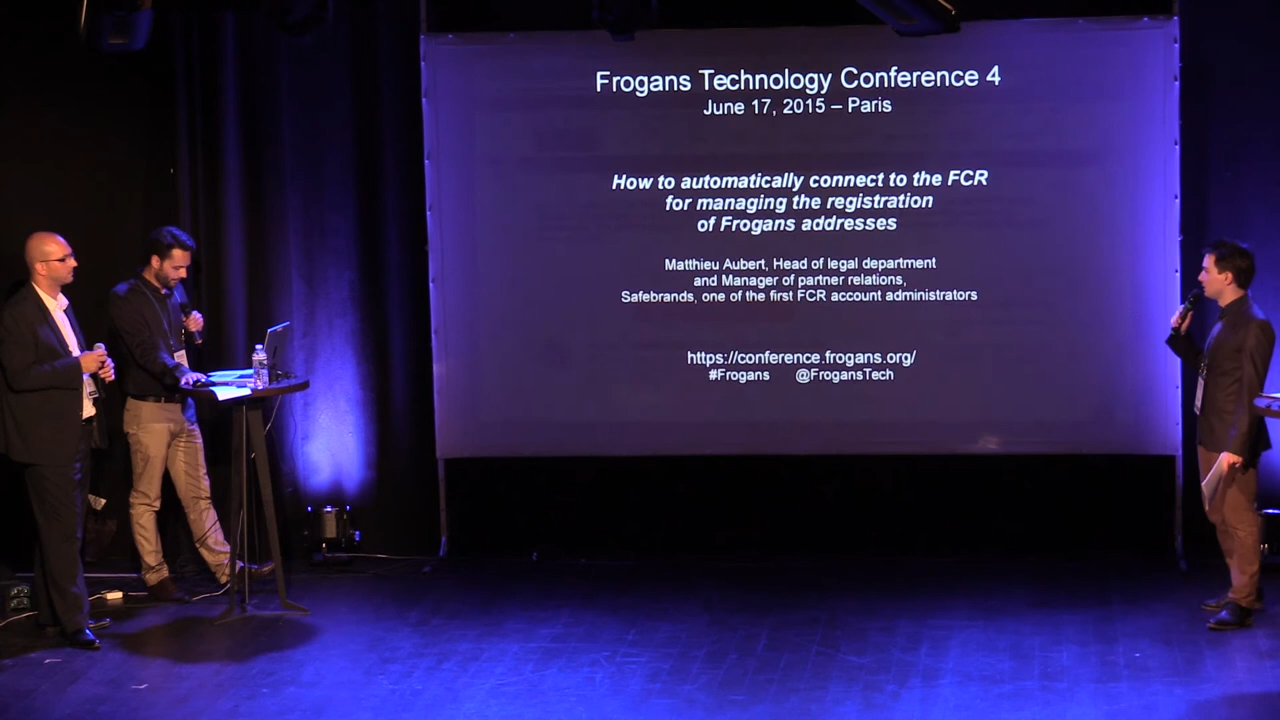 Frogans Technology Conference 4
June 17, 2015 – Paris
How to automatically connect to the FCR
for managing the registration
of Frogans addresses
Matthieu Aubert, Head of legal department
and Manager of partner relations,
Safebrands, one of the first FCR account administrators
https://conference.frogans.org/
#Frogans @FrogansTech